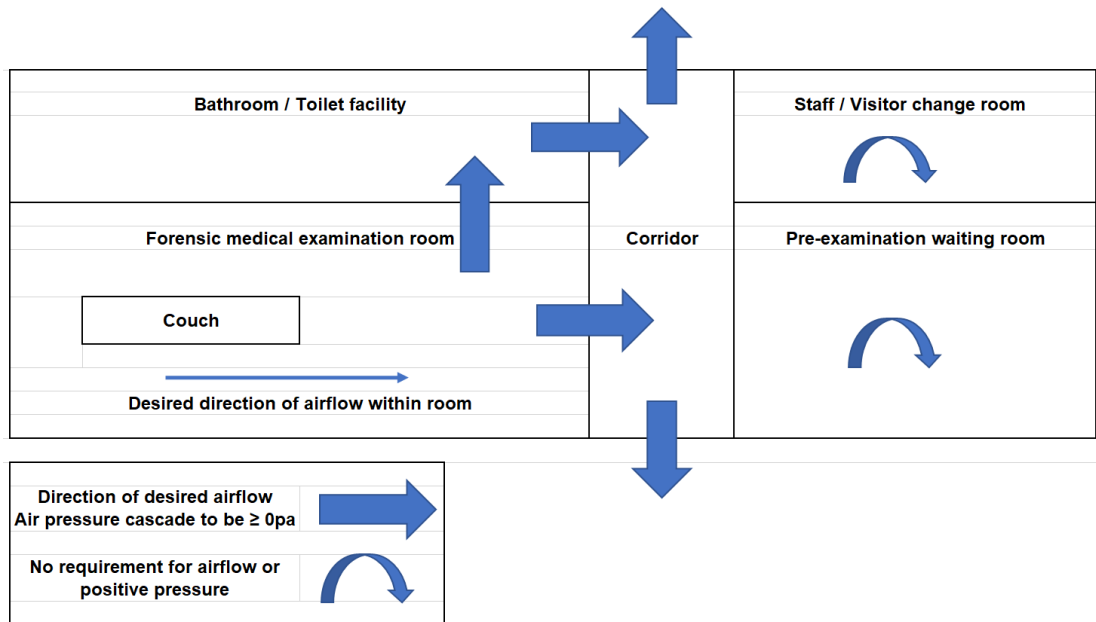 Bathroom / Toilet facility
Staff / Visitor change room
Forensic medical examination room
Corridor
Pre-examination waiting room
Couch
Desired direction of airflow within room
Direction of desired airflow
Air pressure cascade to be ≥ 0pa
No requirement for airflow or
positive pressure